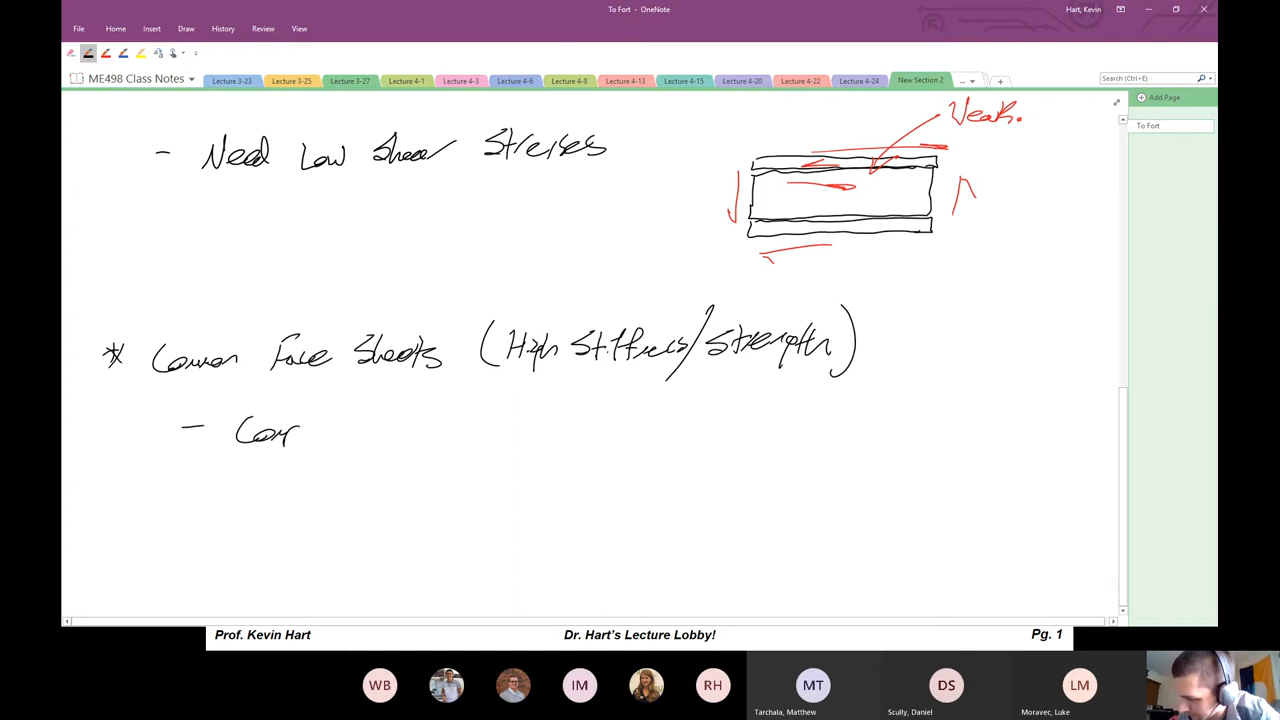 To Fort - OneNote
Hart, Kevin
File Home Insert Draw History Review View
ME498 Class Notes
Lecture 3-23 Lecture 3-25 Lecture 3-27 Lecture 4-1 Lecture 4-3 Lecture 4-6 Lecture 4-8 Lecture 4-13 Lecture 4-15 Lecture 4-20 Lecture 4-22 Lecture 4-24 New Section 2 ... +
Search (Ctrl+E)
Add Page
To Fort
Weak.
- Need Low Shear Stresses
* Common Face Sheets (High Stiffness/Strength)
- Com
Prof. Kevin Hart Dr. Hart's Lecture Lobby! Pg. 1
WB IM RH MT DS LM
Tarchala, Matthew Scully, Daniel Moravec, Luke